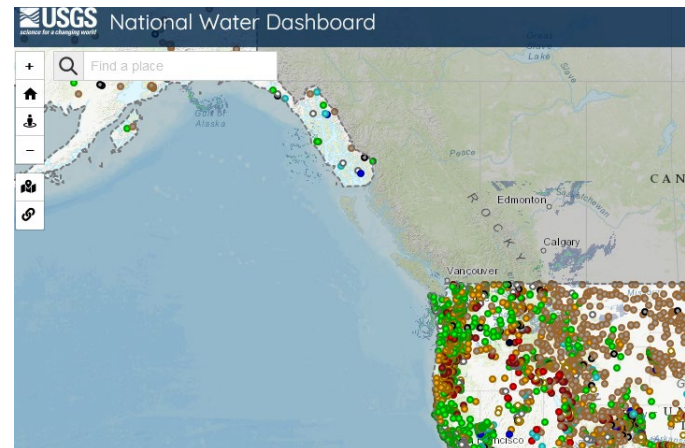 USGS
science for a changing world
National Water Dashboard
Find a place
Great
Slave
Lake
Slave
Gulf of
Alaska
Peace
CAN
Edmonton
Saskatchewan
ROCKY
Calgary
Vancouver